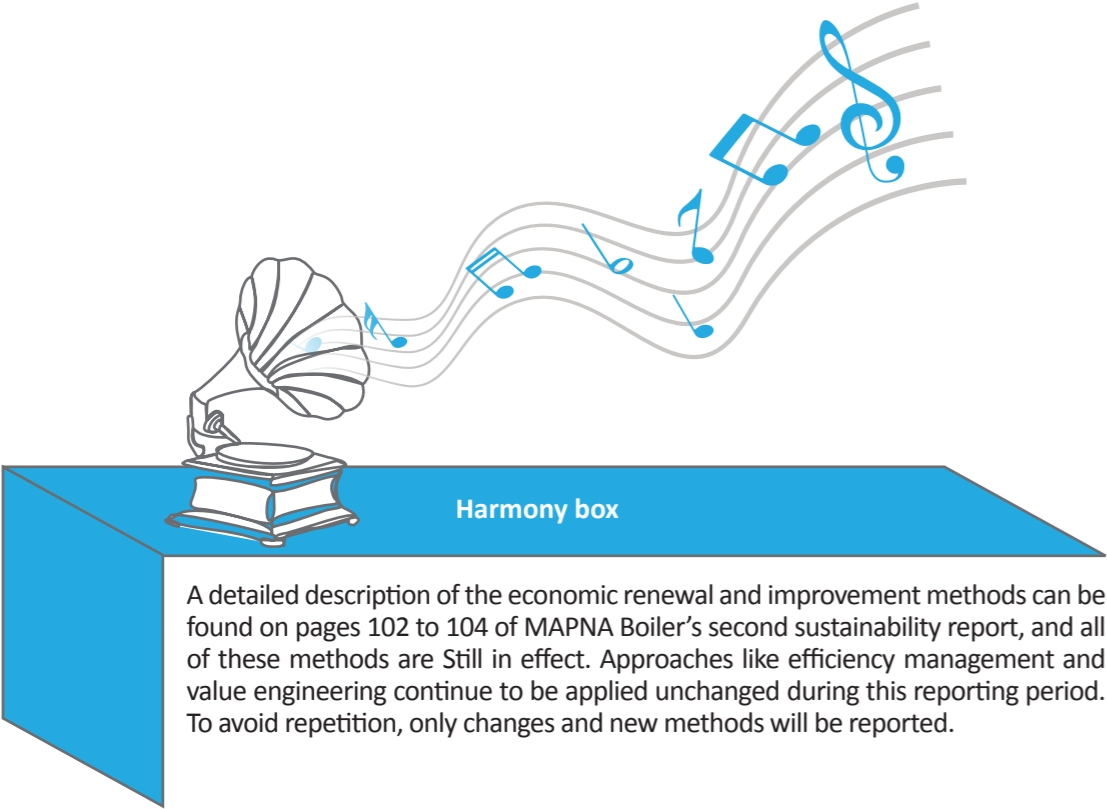 Harmony box
A detailed description of the economic renewal and improvement methods can be
found on pages 102 to 104 of MAPNA Boiler’s second sustainability report, and all
of these methods are Still in effect. Approaches like efficiency management and
value engineering continue to be applied unchanged during this reporting period.
To avoid repetition, only changes and new methods will be reported.